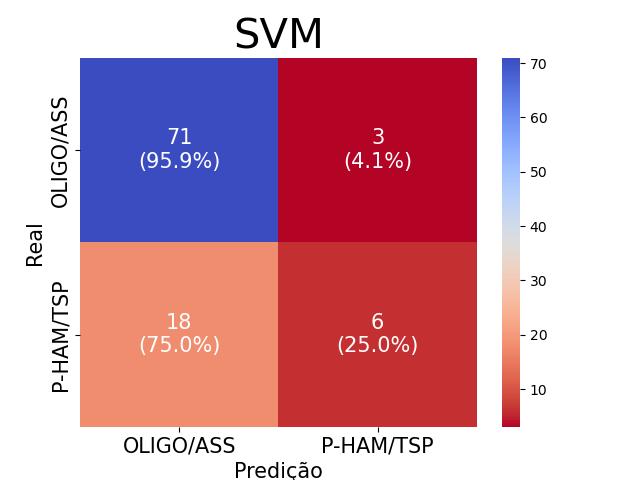 SVM
OLIGO/ASS
P-HAM/TSP
Real
71
(95.9%)
3
(4.1%)
18
(75.0%)
6
(25.0%)
OLIGO/ASS
P-HAM/TSP
Predição
70
60
50
40
30
20
10